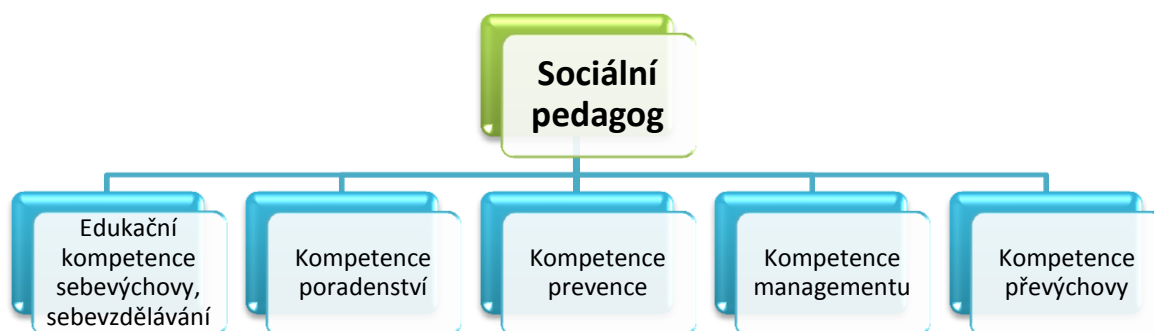 Sociální
pedagog
Edukační
kompetence
sebevýchovy,
sebevzdělávání
Kompetence
poradenství
Kompetence
prevence
Kompetence
managementu
Kompetence
převýchovy